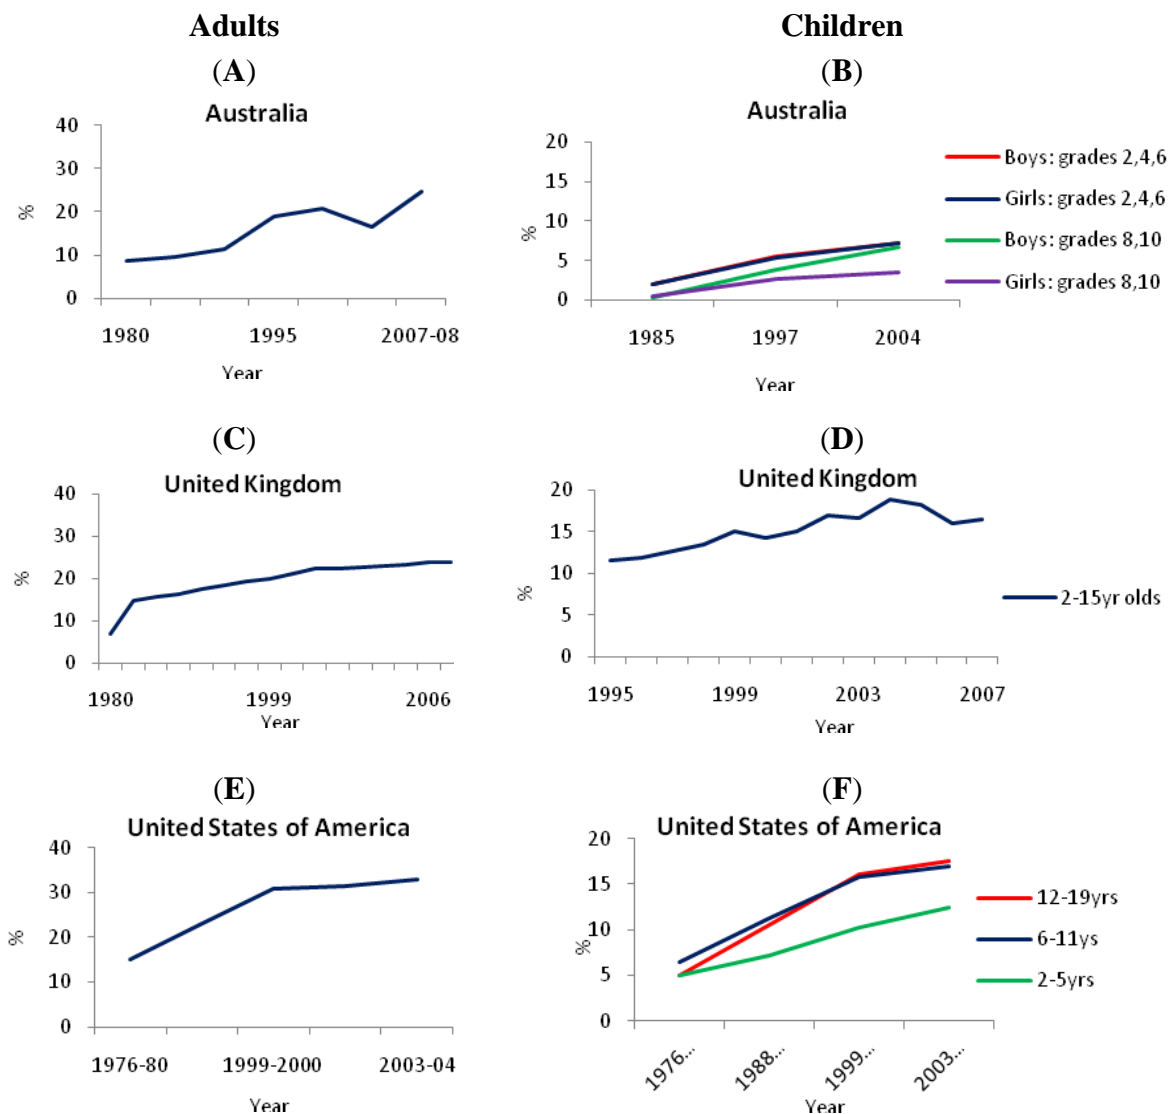 Adults
Children
(A)
(B)
Australia
40
30
20
10
0
%
1980 1995 2007-08
Year
Australia
20
15
10
5
0
%
1985 1997 2004
Year
Boys: grades 2,4,6
Girls: grades 2,4,6
Boys: grades 8,10
Girls: grades 8,10
(C)
(D)
United Kingdom
40
30
20
10
0
%
1980 1999 2006
Year
United Kingdom
20
15
10
5
0
%
1995 1999 2003 2007
Year
2-15yr olds
(E)
(F)
United States of America
40
30
20
10
0
%
1976-80 1999-2000 2003-04
Year
United States of America
20
15
10
5
0
%
1976... 1988... 1999... 2003...
Year
12-19yrs
6-11ys
2-5yrs